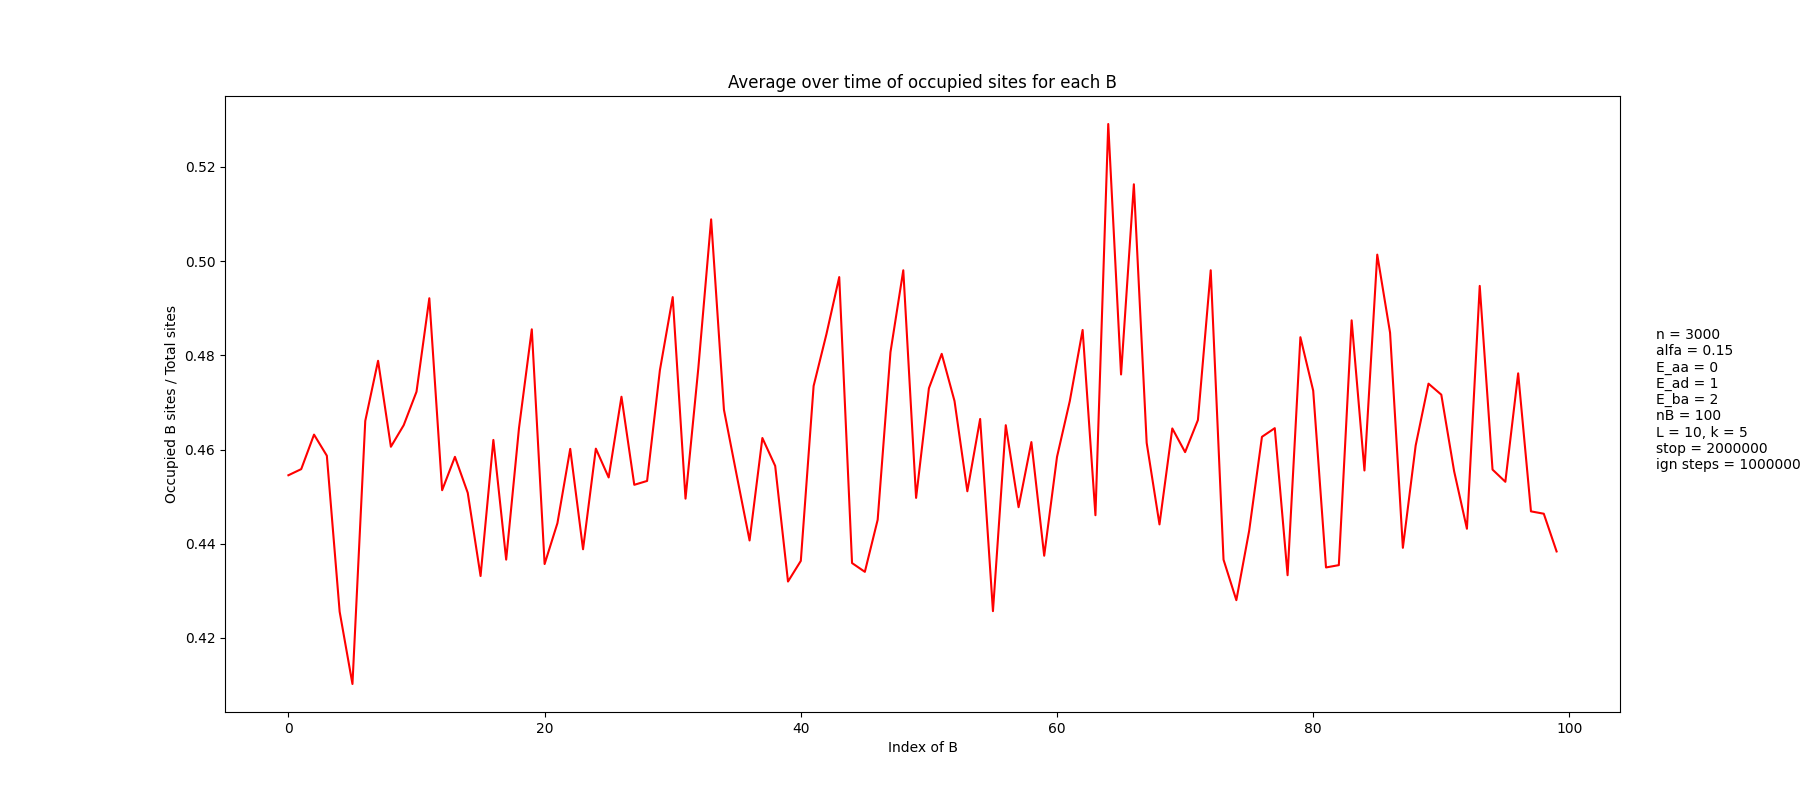 Average over time of occupied sites for each B
Occupied B sites / Total sites
0.52
0.50
0.48
0.46
0.44
0.42
0 20 40 60 80 100
Index of B
n = 3000
alfa = 0.15
E_aa = 0
E_ad = 1
E_ba = 2
nB = 100
L = 10, k = 5
stop = 2000000
ign steps = 1000000